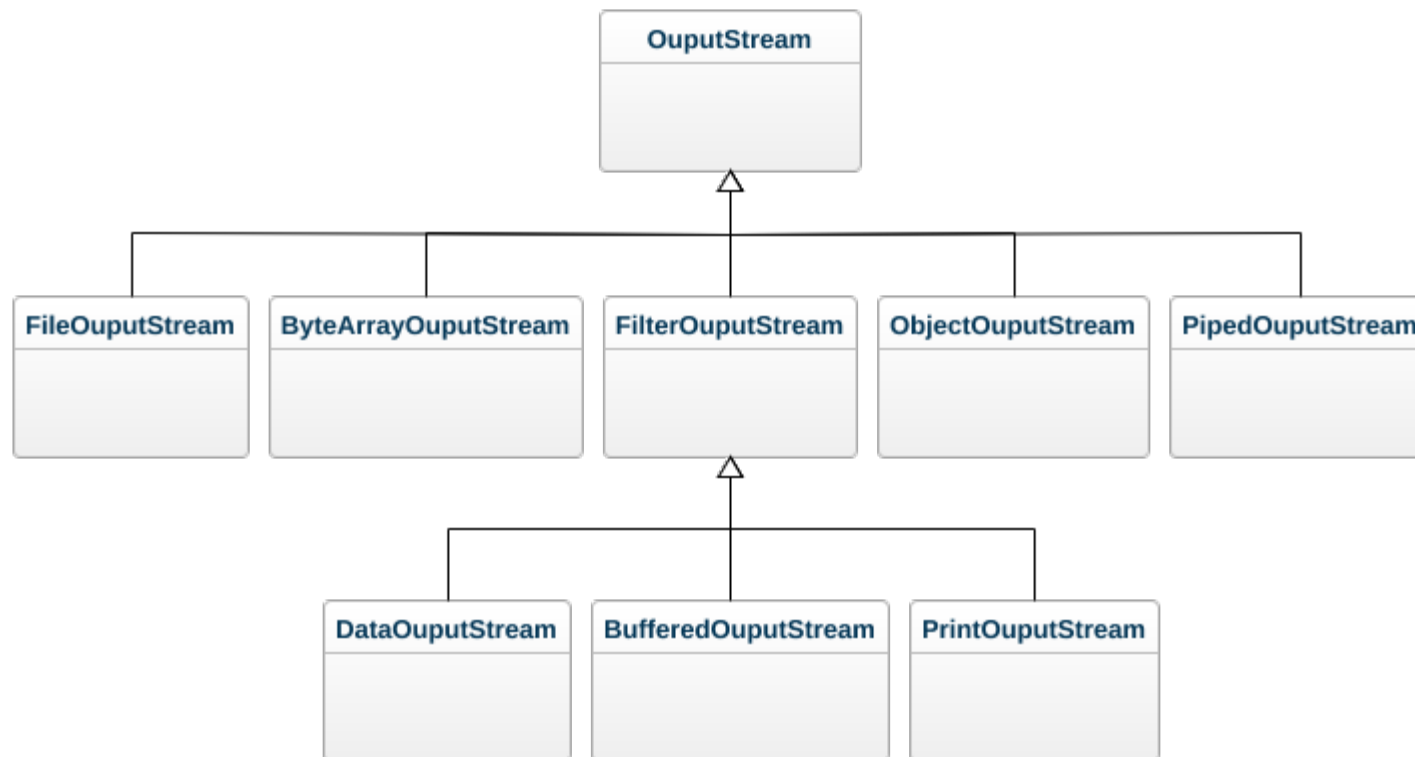 OuputStream
FileOuputStream
ByteArrayOuputStream
FilterOuputStream
ObjectOuputStream
PipedOuputStream
DataOuputStream
BufferedOuputStream
PrintOuputStream